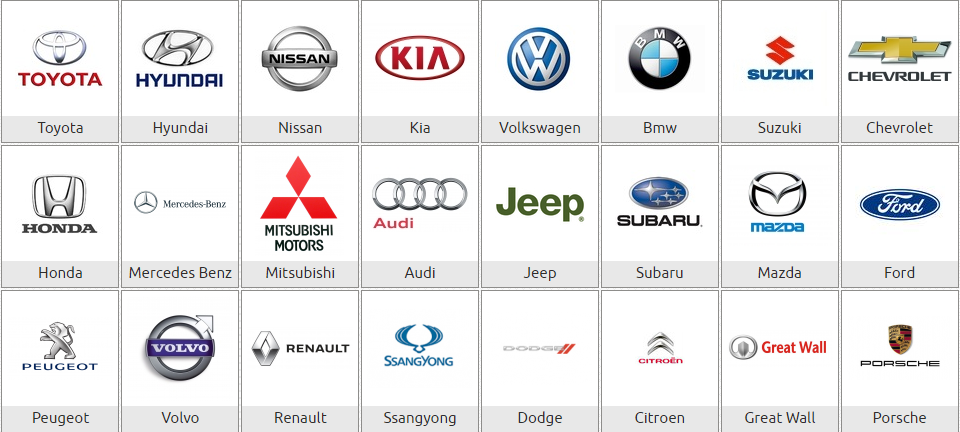 TOYOTA
HYUNDAI
NISSAN
KIA
BMW
SUZUKI
CHEVROLET
Toyota
Hyundai
Nissan
Kia
Volkswagen
Bmw
Suzuki
Chevrolet
HONDA
Mercedes-Benz
MITSUBISHI
MOTORS
Audi
Jeep®
SUBARU.
mazda
Ford
Honda
Mercedes Benz
Mitsubishi
Audi
Jeep
Subaru
Mazda
Ford
PEUGEOT
VOLVO
RENAULT
SSANGYONG
DODGE
CITROËN
Great Wall
PORSCHE
Peugeot
Volvo
Renault
Ssangyong
Dodge
Citroen
Great Wall
Porsche